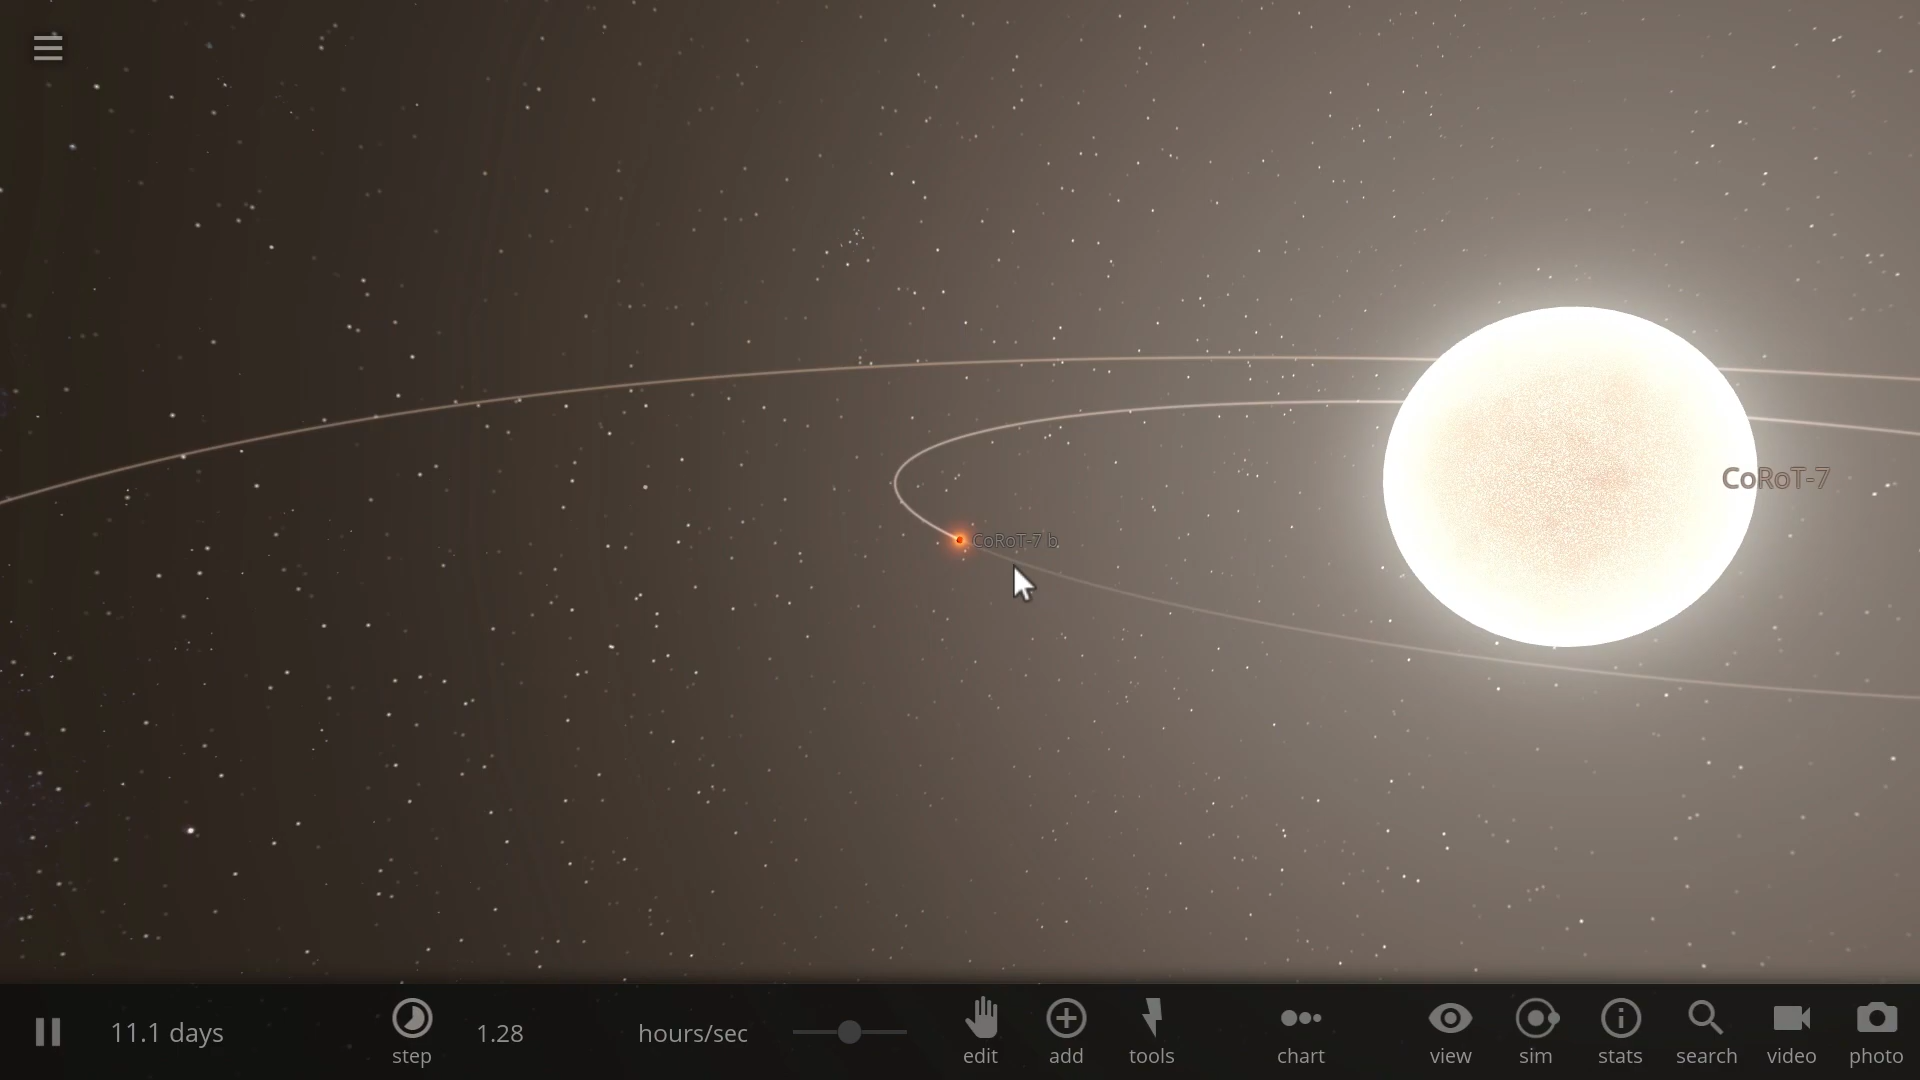 CoRoT-7
CoRoT-7 b
11.1 days
step
1.28
hours/sec
edit
add
tools
chart
view
sim
stats
search
video
photo